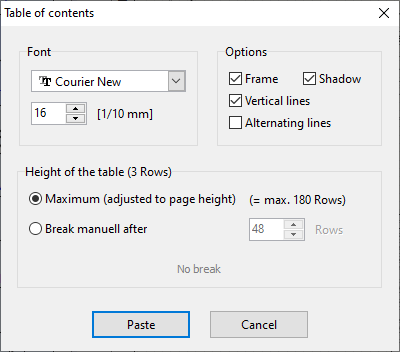 Table of contents
Font
Options
Courier New
16 [1/10 mm]
Frame Shadow
Vertical lines
Alternating lines
Height of the table (3 Rows)
Maximum (adjusted to page height) (= max. 180 Rows)
Break manuell after 48 Rows
No break
Paste Cancel